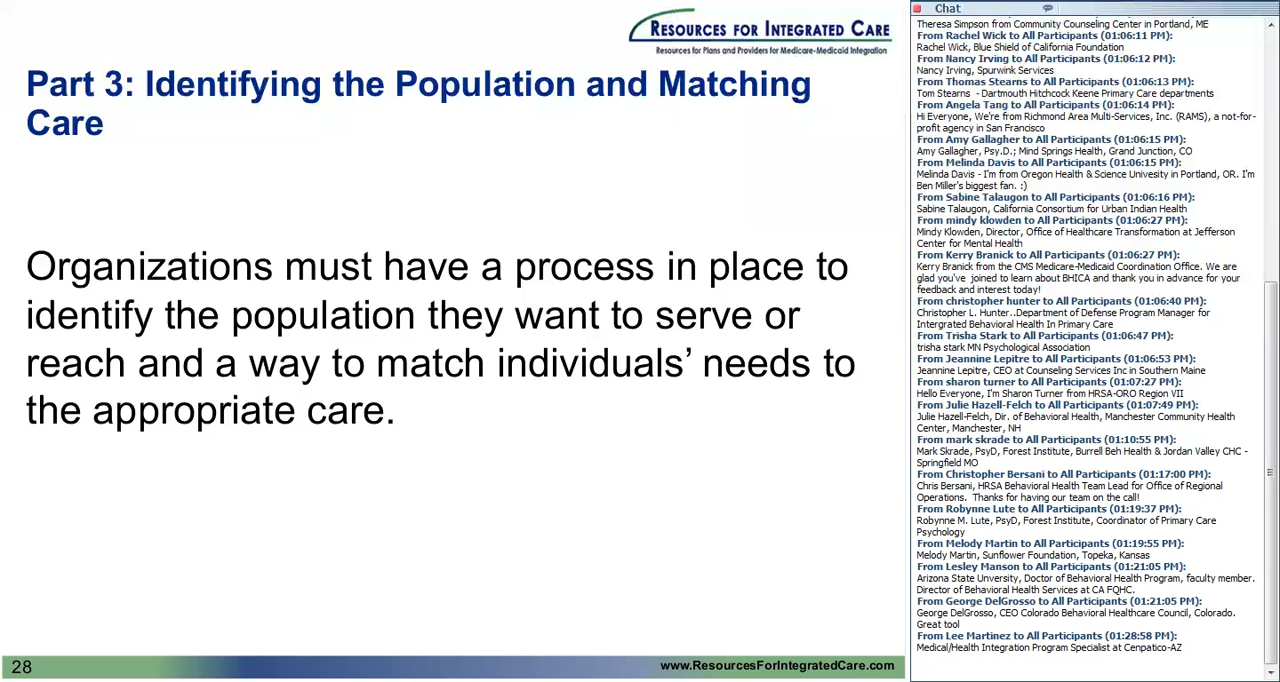 RESOURCES FOR INTEGRATED CARE
Resources for Plans and Providers for Medicare-Medicaid Integration
Part 3: Identifying the Population and Matching
Care
Organizations must have a process in place to
identify the population they want to serve or
reach and a way to match individuals’ needs to
the appropriate care.
28
www.ResourcesForIntegratedCare.com
Chat
Theresa Simpson from Community Counseling Center in Portland, ME
From Rachel Wick to All Participants (01:06:11 PM):
Rachel Wick, Blue Shield of California Foundation
From Nancy Irving to All Participants (01:06:12 PM):
Nancy Irving, Spurwink Services
From Thomas Stearns to All Participants (01:06:13 PM):
Tom Stearns - Dartmouth Hitchcock Keene Primary Care departments
From Angela Tang to All Participants (01:06:14 PM):
Hi Everyone, We're from Richmond Area Multi-Services, Inc. (RAMS), a not-for-
profit agency in San Francisco
From Amy Gallagher to All Participants (01:06:15 PM):
Amy Gallagher, Psy.D.; Mind Springs Health, Grand Junction, CO
From Melinda Davis to All Participants (01:06:15 PM):
Melinda Davis - I'm from Oregon Health & Science Univesity in Portland, OR. I'm
Ben Miller's biggest fan. :)
From Sabine Talaugon to All Participants (01:06:16 PM):
Sabine Talaugon, California Consortium for Urban Indian Health
From mindy klowden to All Participants (01:06:27 PM):
Mindy Klowden, Director, Office of Healthcare Transformation at Jefferson
Center for Mental Health
From Kerry Branick to All Participants (01:06:27 PM):
Kerry Branick from the CMS Medicare-Medicaid Coordination Office. We are
glad you've joined to learn about BHICA and thank you in advance for your
feedback and interest today!
From christopher hunter to All Participants (01:06:40 PM):
Christopher L. Hunter..Department of Defense Program Manager for
Intergrated Behavioral Health In Primary Care
From Trisha Stark to All Participants (01:06:47 PM):
trisha stark MN Psychological Association
From Jeannine Lepitre to All Participants (01:06:53 PM):
Jeannine Lepitre, CEO at Counseling Services Inc in Southern Maine
From sharon turner to All Participants (01:07:27 PM):
Hello Everyone, I'm Sharon Turner from HRSA-ORO Region VII
From Julie Hazell-Felch to All Participants (01:07:49 PM):
Julie Hazell-Felch, Dir. of Behavioral Health, Manchester Community Health
Center, Manchester, NH
From mark skrade to All Participants (01:10:55 PM):
Mark Skrade, PsyD, Forest Institute, Burrell Beh Health & Jordan Valley CHC -
Springfield MO
From Christopher Bersani to All Participants (01:17:00 PM):
Chris Bersani, HRSA Behavioral Health Team Lead for Office of Regional
Operations. Thanks for having our team on the call!
From Robynne Lute to All Participants (01:19:37 PM):
Robynne M. Lute, PsyD, Forest Institute, Coordinator of Primary Care
Psychology
From Melody Martin to All Participants (01:19:55 PM):
Melody Martin, Sunflower Foundation, Topeka, Kansas
From Lesley Manson to All Participants (01:21:05 PM):
Arizona State Unversity, Doctor of Behavioral Health Program, faculty member.
Director of Behavioral Health Services at CA FQHC.
From George DelGrosso to All Participants (01:21:05 PM):
George DelGrosso, CEO Colorado Behavioral Healthcare Council, Colorado.
Great tool
From Lee Martinez to All Participants (01:28:58 PM):
Medical/Health Integration Program Specialist at Cenpatico-AZ